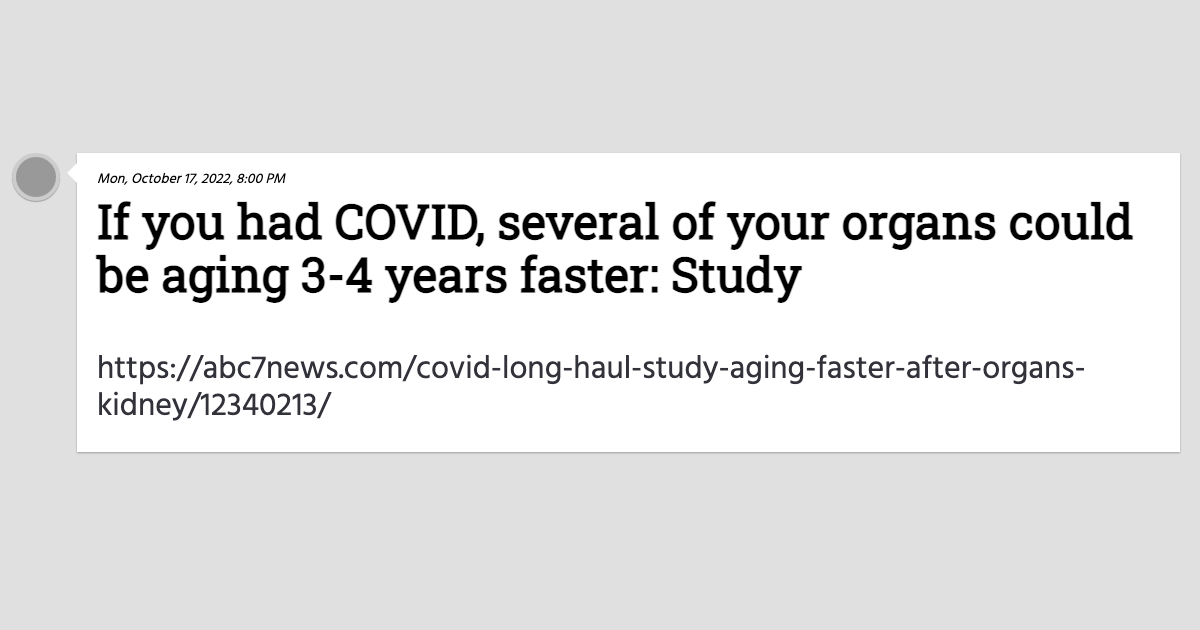 Mon, October 17, 2022, 8:00 PM
If you had COVID, several of your organs could
be aging 3-4 years faster: Study
https://abc7news.com/covid-long-haul-study-aging-faster-after-organs-
kidney/12340213/